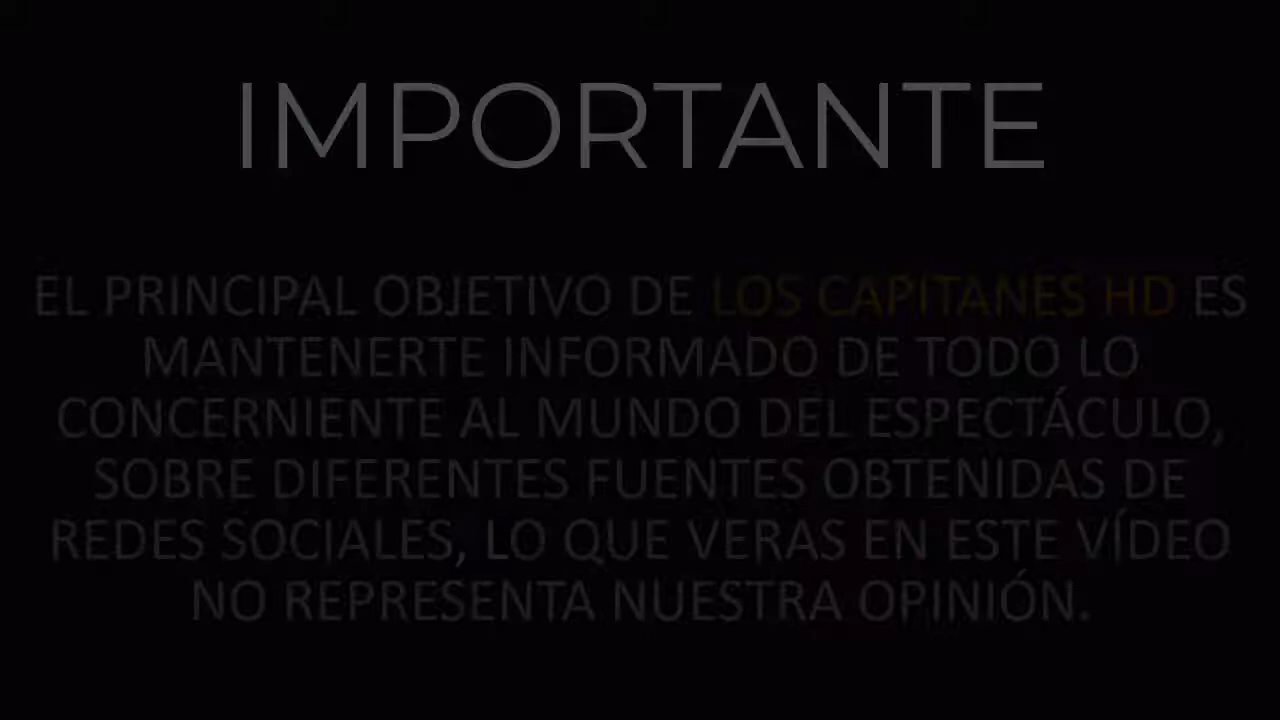 IMPORTANTE
EL PRINCIPAL OBJETIVO DE LOS CAPITANES HD ES
MANTENERTE INFORMADO DE TODO LO
CONCERNIENTE AL MUNDO DEL ESPECTÁCULO,
SOBRE DIFERENTES FUENTES OBTENIDAS DE
REDES SOCIALES, LO QUE VERAS EN ESTE VÍDEO
NO REPRESENTA NUESTRA OPINIÓN.